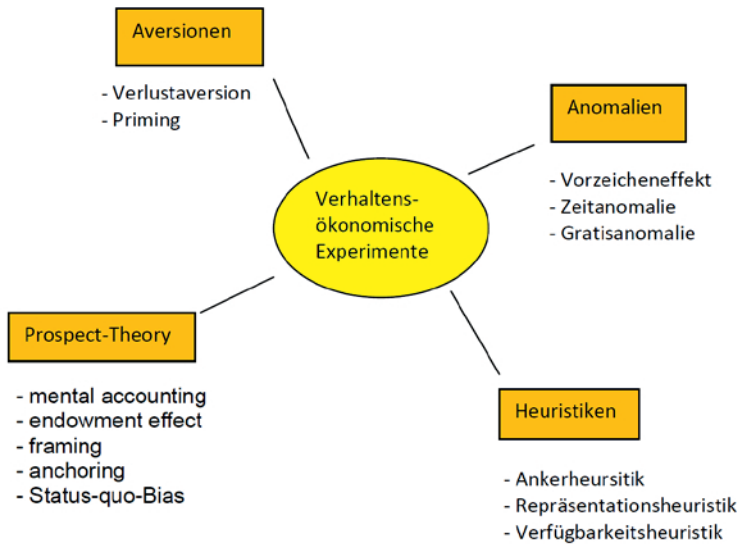 Aversionen
- Verlustaversion
- Priming
Anomalien
- Vorzeicheneffekt
- Zeitanomalie
- Gratisanomalie
Verhaltens-
ökonomische
Experimente
Prospect-Theory
- mental accounting
- endowment effect
- framing
- anchoring
- Status-quo-Bias
Heuristiken
- Ankerheursitik
- Repräsentationsheuristik
- Verfügbarkeitsheuristik